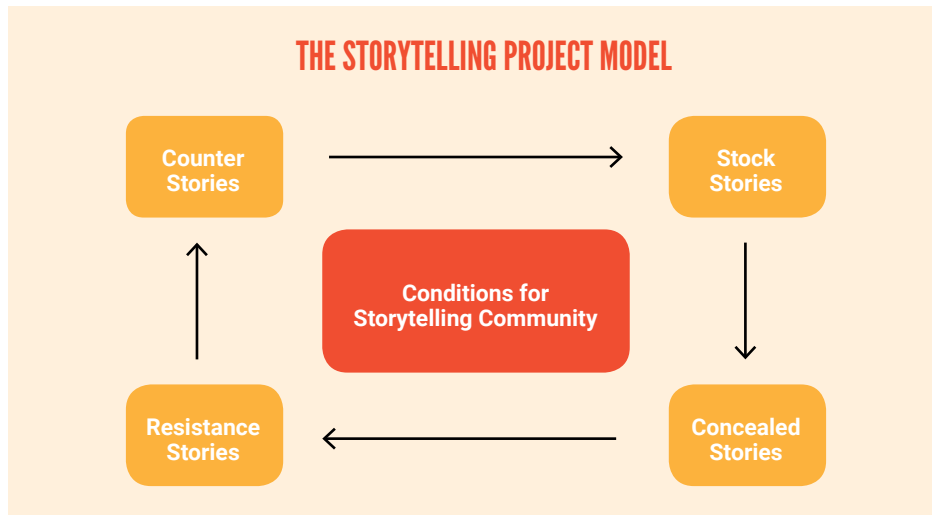 THE STORYTELLING PROJECT MODEL
Counter
Stories
Stock
Stories
Conditions for
Storytelling Community
Resistance
Stories
Concealed
Stories